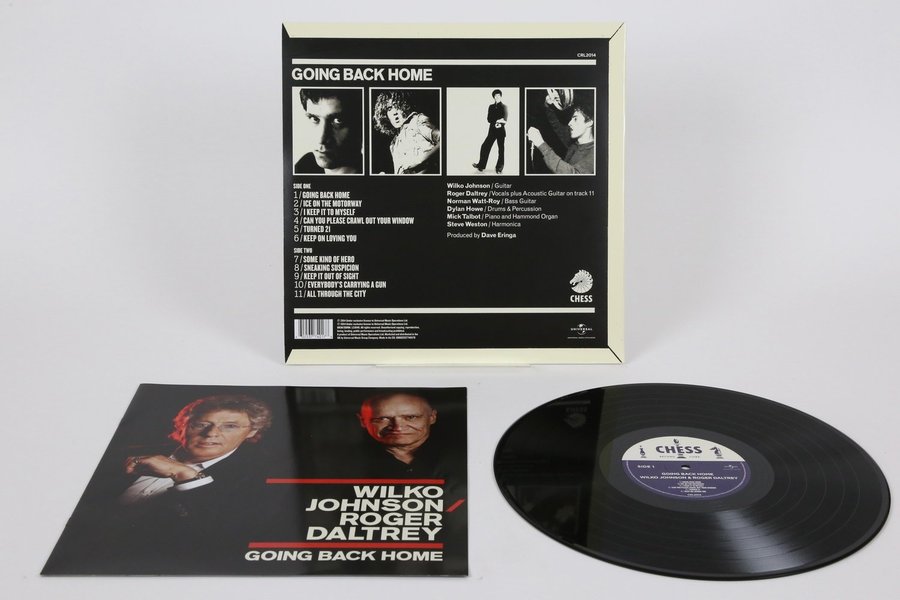 CRL2014
GOING BACK HOME
SIDE ONE
1/GOING BACK HOME
2/ICE ON THE MOTORWAY
3/I KEEP IT TO MYSELF
4/CAN YOU PLEASE CRAWL OUT YOUR WINDOW
5/TURNED 21
6/KEEP ON LOVING YOU
SIDE TWO
7/SOME KIND OF HERO
8/SNEAKING SUSPICION
9/KEEP IT OUT OF SIGHT
10/EVERYBODY'S CARRYING A GUN
11/ALL THROUGH THE CITY
Wilko Johnson/Guitar
Roger Daltrey/Vocals plus Acoustic Guitar on track 11
Norman Watt-Roy/Bass Guitar
Dylan Howe/Drums & Percussion
Mick Talbot/Piano and Hammond Organ
Steve Weston/Harmonica
Produced by Dave Eringa
CHESS
UNIVERSAL
WILKO
JOHNSON/
ROGER
DALTREY
GOING BACK HOME
CHESS
SIDE 1
GOING BACK HOME
WILKO JOHNSON & ROGER DALTREY
CRL2014